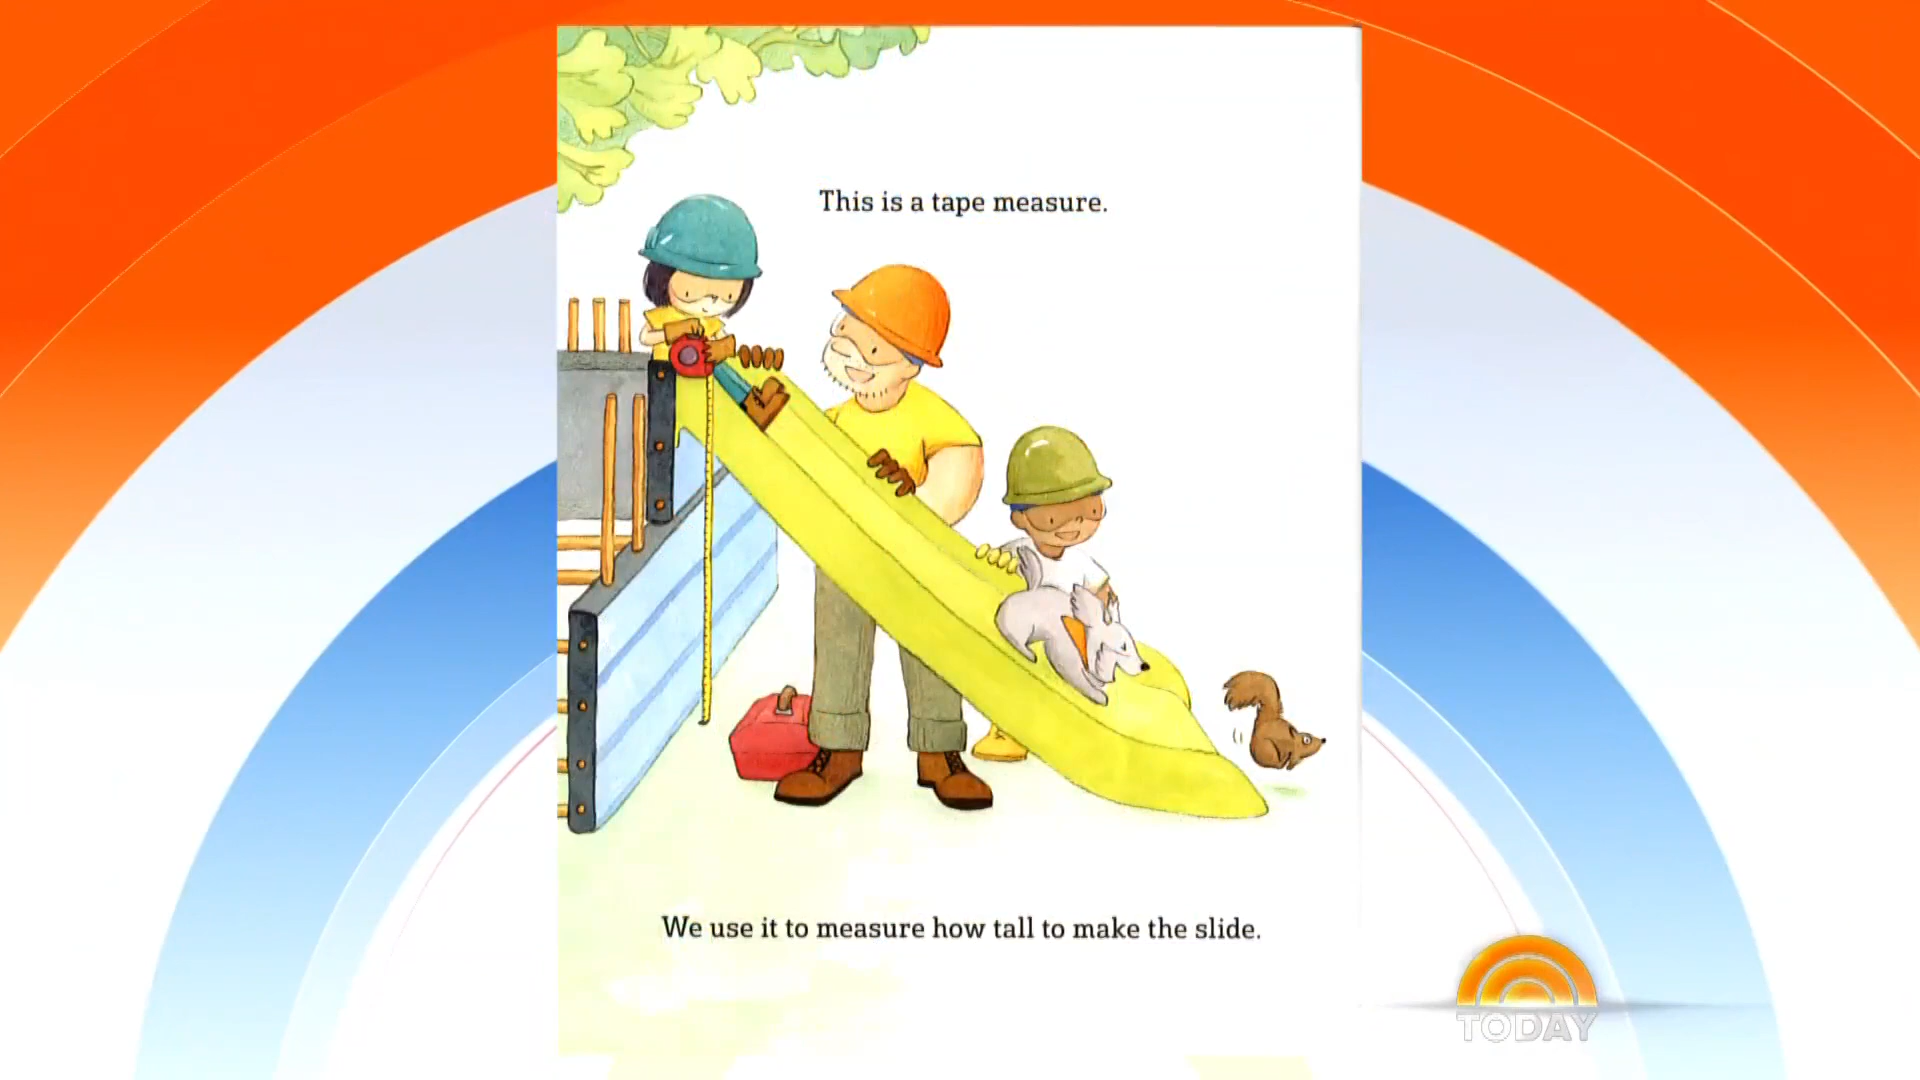 This is a tape measure.
We use it to measure how tall to make the slide.
TODAY